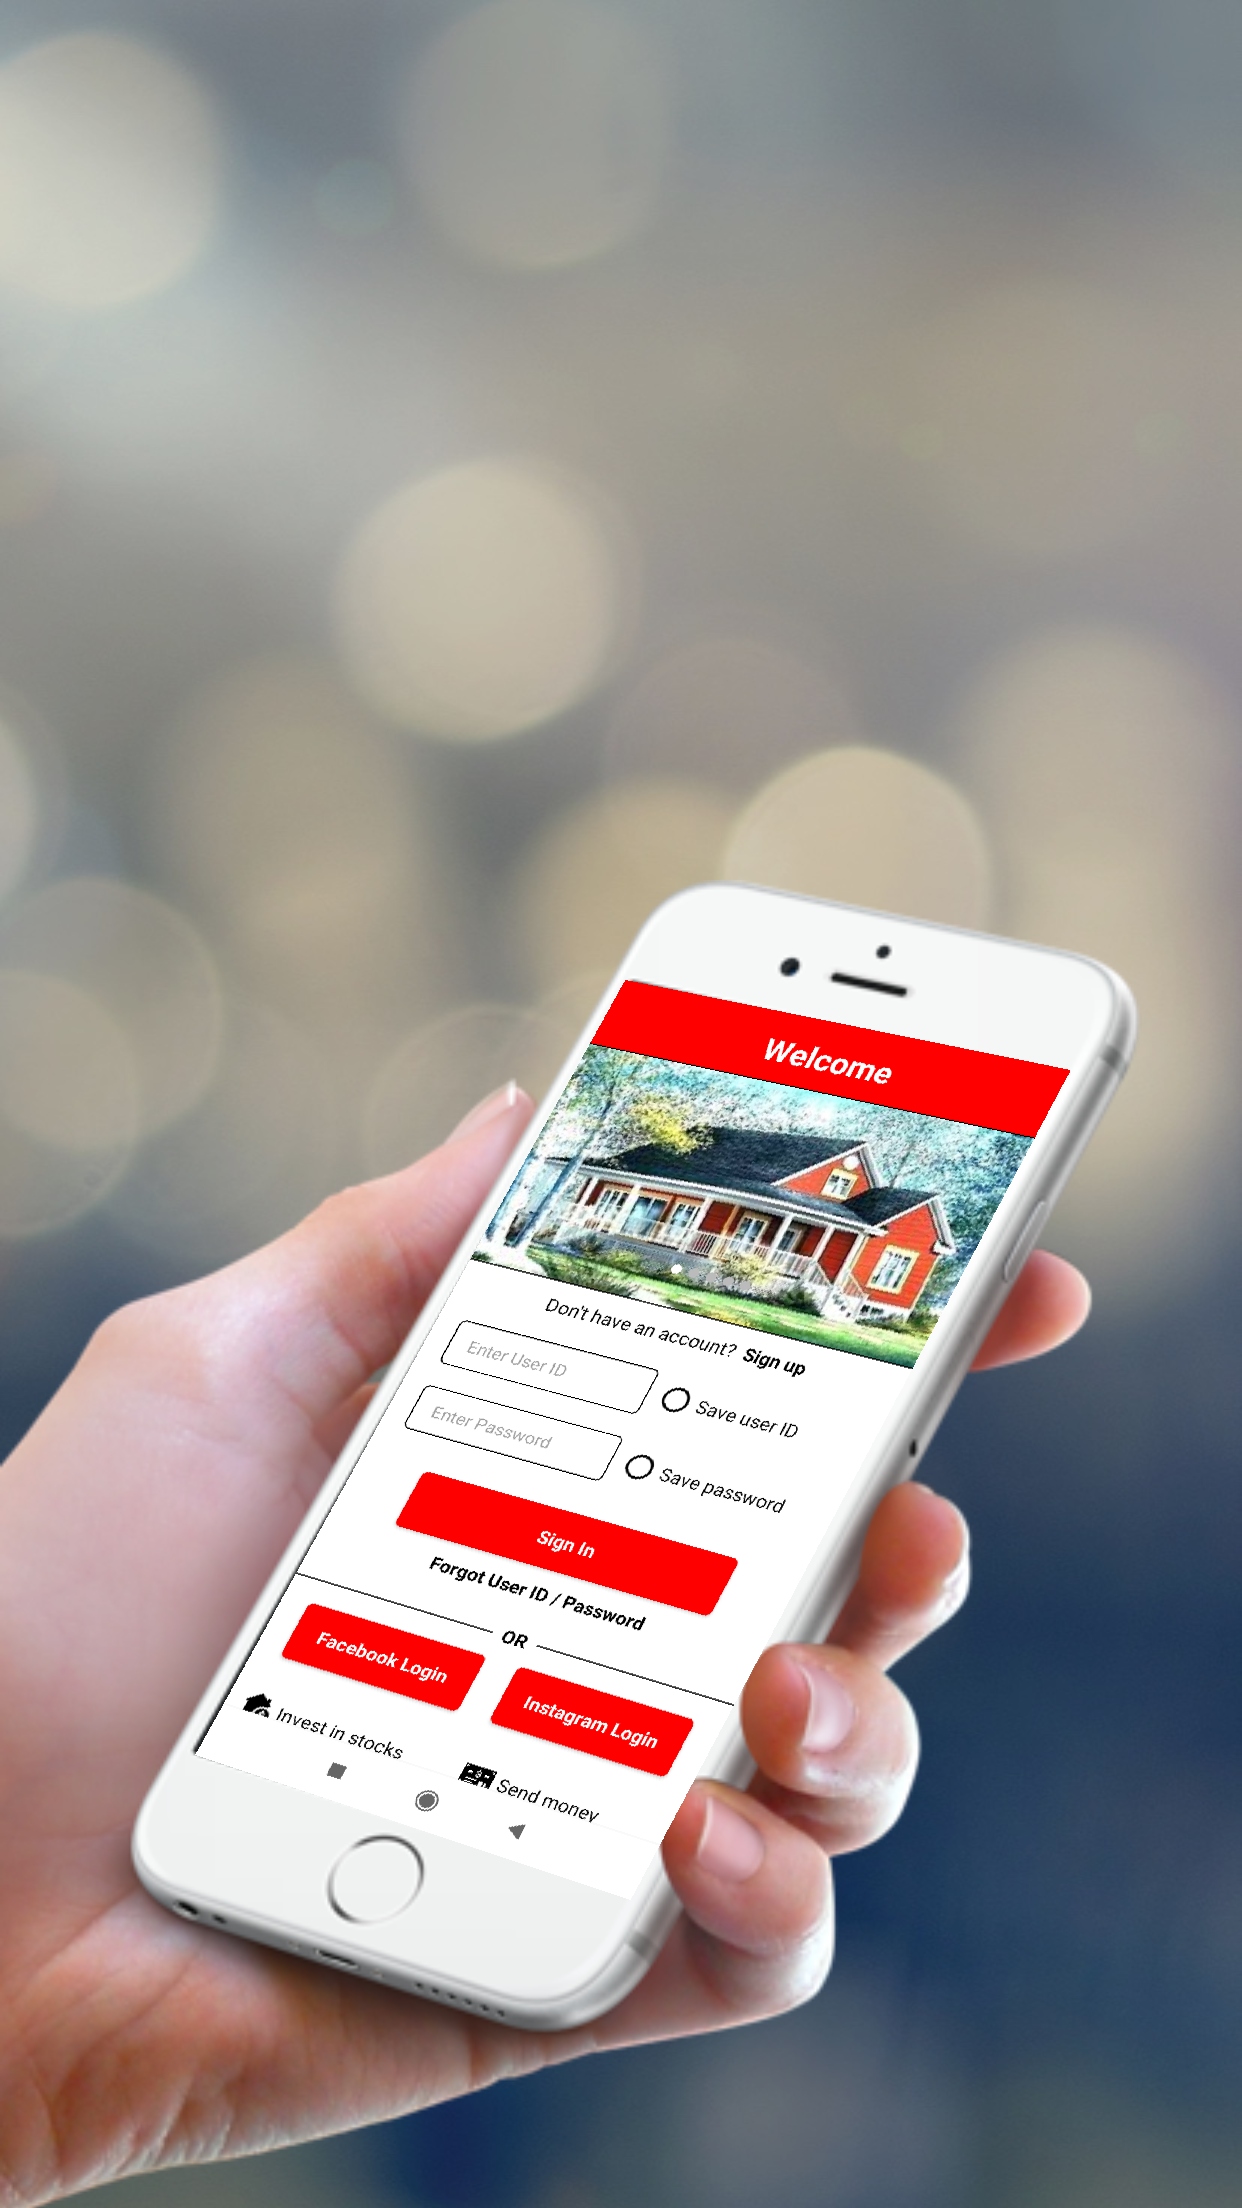 Welcome
Don't have an account? Sign up
Enter User ID
Save user ID
Enter Password
Save password
Sign In
Forgot User ID / Password
OR
Facebook Login
Instagram Login
Invest in stocks
Send money